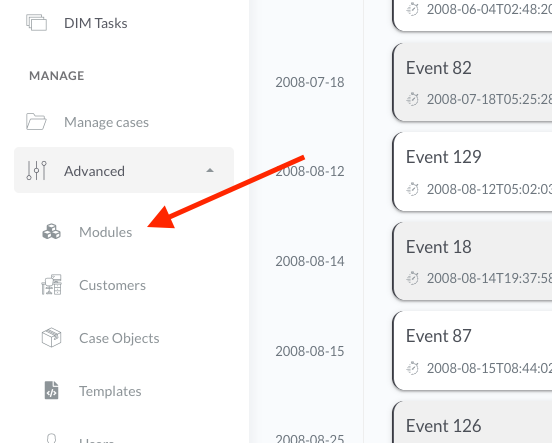 DIM Tasks
MANAGE
Manage cases
Advanced
Modules
Customers
Case Objects
Templates
Users
2008-06-04T02:48:20
2008-07-18
Event 82
2008-07-18T05:25:28
2008-08-12
Event 129
2008-08-12T05:02:03
2008-08-14
Event 18
2008-08-14T19:37:58
2008-08-15
Event 87
2008-08-15T08:44:02
2008-08-25
Event 126